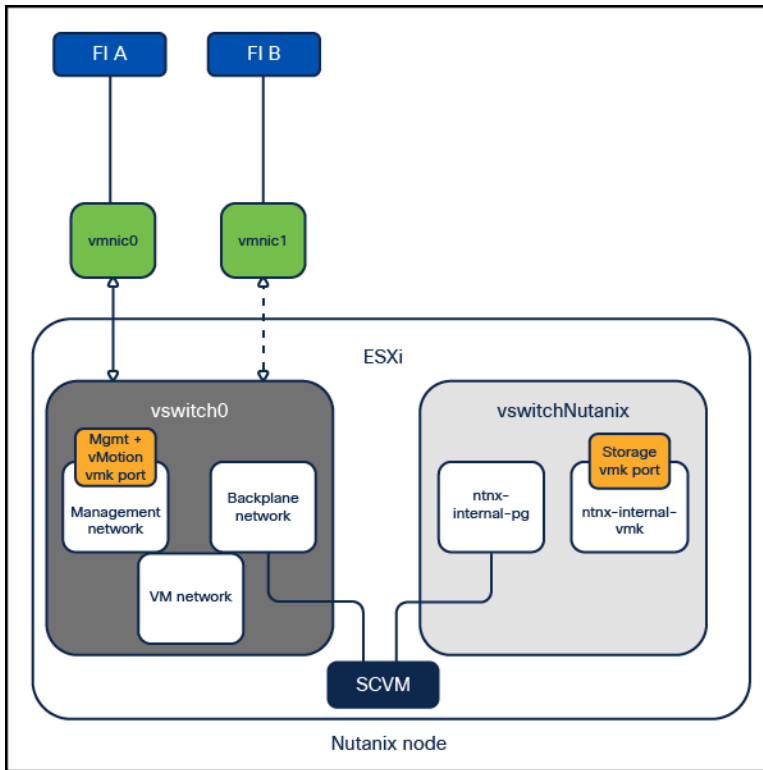 FI A
FI B
vmnic0
vmnic1
ESXi
vswitch0
Mgmt +
vMotion
vmk port
Management
network
Backplane
network
VM network
vswitchNutanix
ntnx-
internal-pg
Storage
vmk port
ntnx-internal-
vmk
SCVM
Nutanix node